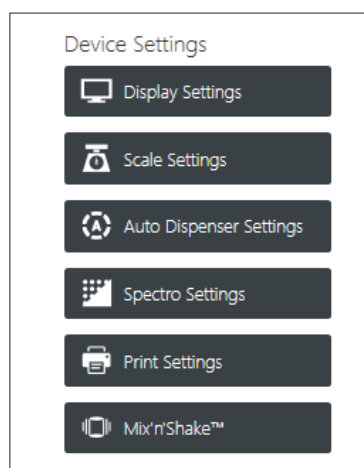 Device Settings
Display Settings
Scale Settings
Auto Dispenser Settings
Spectro Settings
Print Settings
Mix'n'Shake™